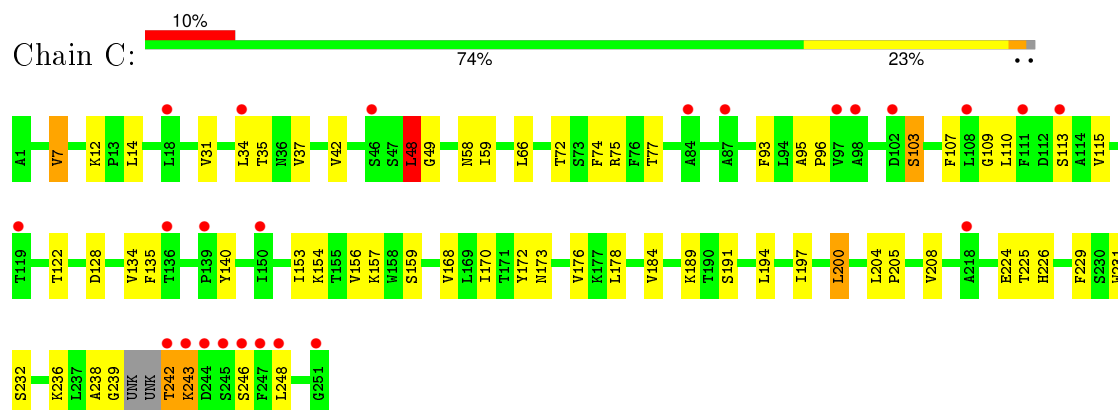 10%
Chain C:
74% 23% • •
A1 V7 K12 P13 L14 L18 V31 L34 T35 N36 V37 V42 S46 S47 L48 G49 N58 I59 L66 T72 S73 F74 R75 F76 T77 A84 A87 F93 L94 A95 P96 V97 A98 D102 S103 F107 L108 G109 L110 F111 D112 S113 A114 V115
T119 T122 D128 V134 F135 T136 P139 Y140 I150 I153 K154 T155 V156 K157 W158 S159 V168 L169 I170 T171 Y172 N173 V176 K177 L178 V184 K189 T190 S191 L194 I197 L200 L204 P205 V208 A218 E224 T225 H226 F229 S230 W231
S232 K236 L237 A238 G239 UNK UNK T242 K243 D244 S245 S246 F247 L248 G251